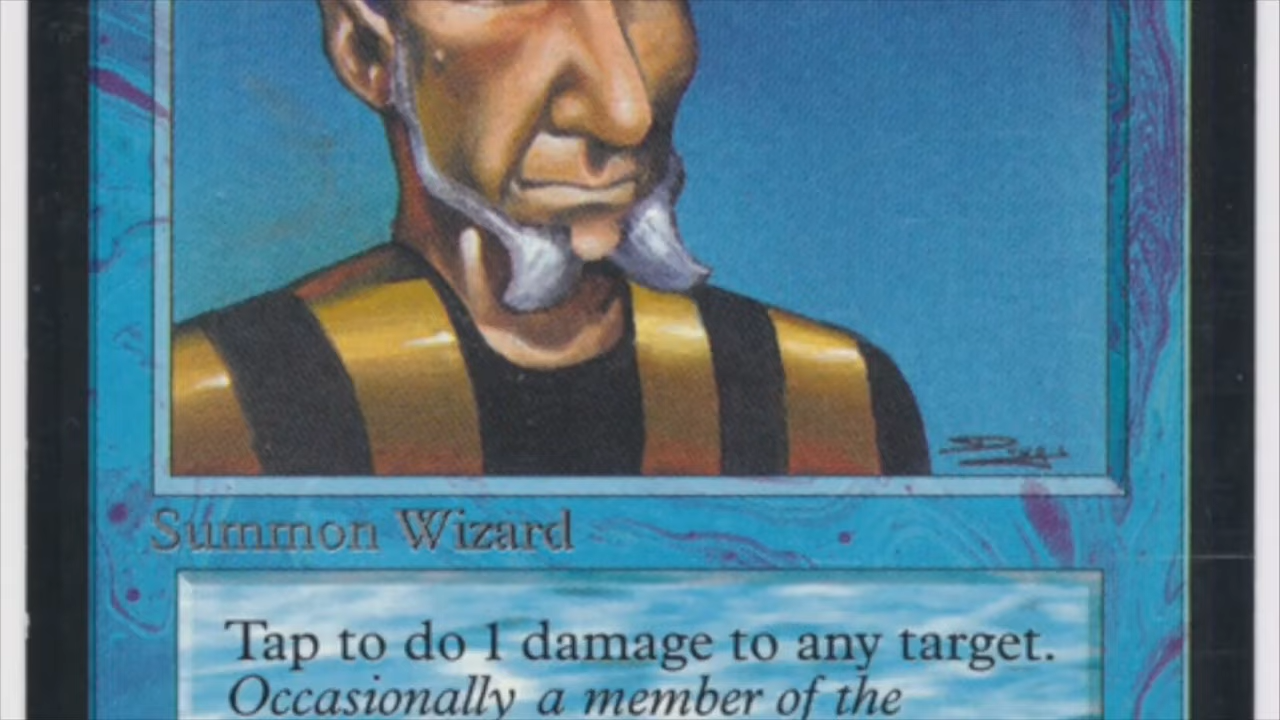 Summon Wizard
Tap to do 1 damage to any target.
Occasionally a member of the